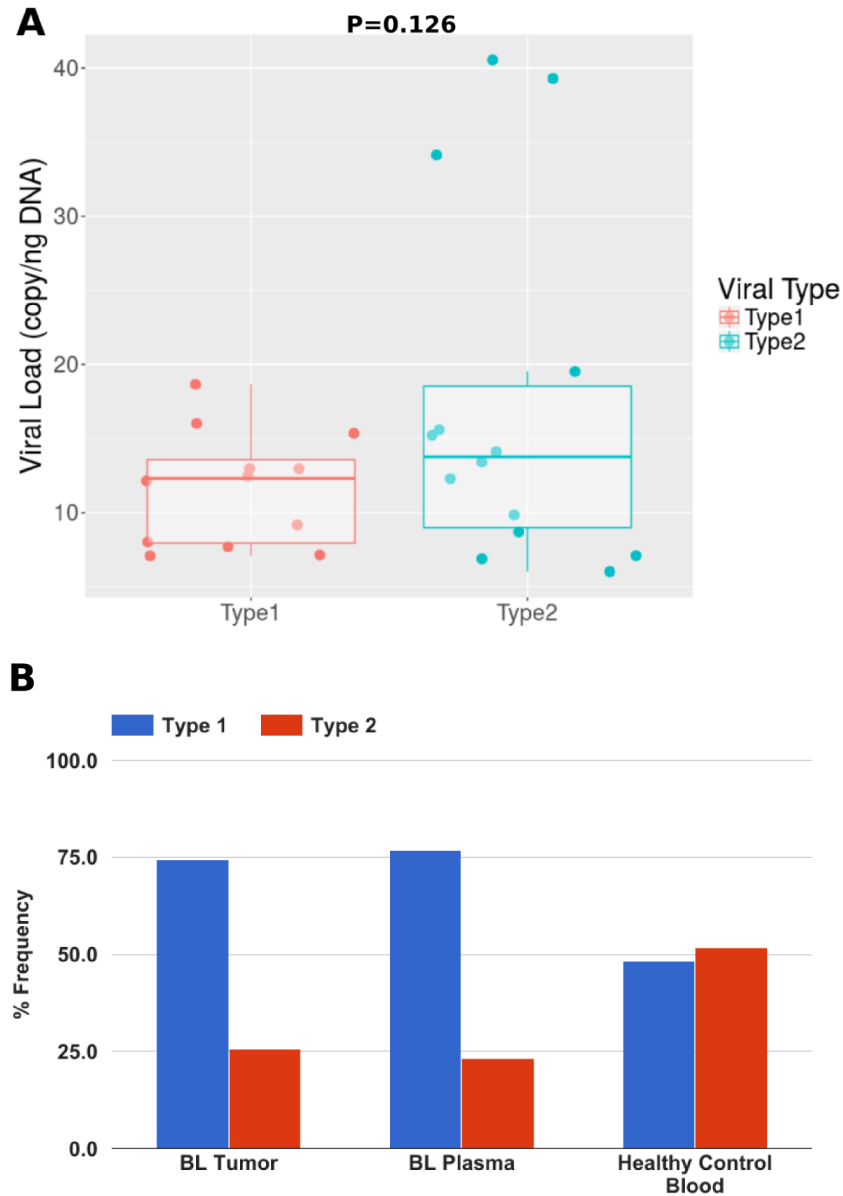 A
P=0.126
Viral Load (copy/ng DNA)
40
30
20
10
Type1
Type2
Viral Type
Type1
Type2
B
Type 1
Type 2
% Frequency
100.0
75.0
50.0
25.0
0.0
BL Tumor
BL Plasma
Healthy Control
Blood